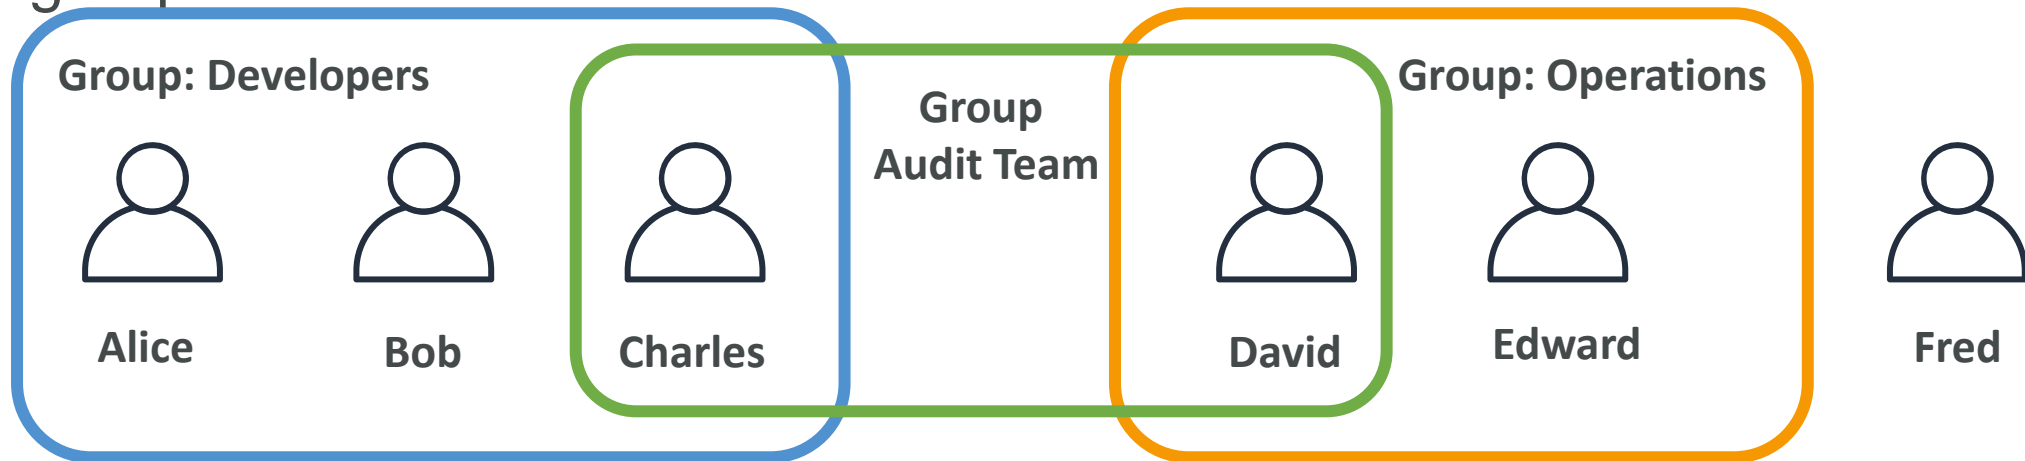 Group: Developers
Group
Audit Team
Group: Operations
Alice
Bob
Charles
David
Edward
Fred